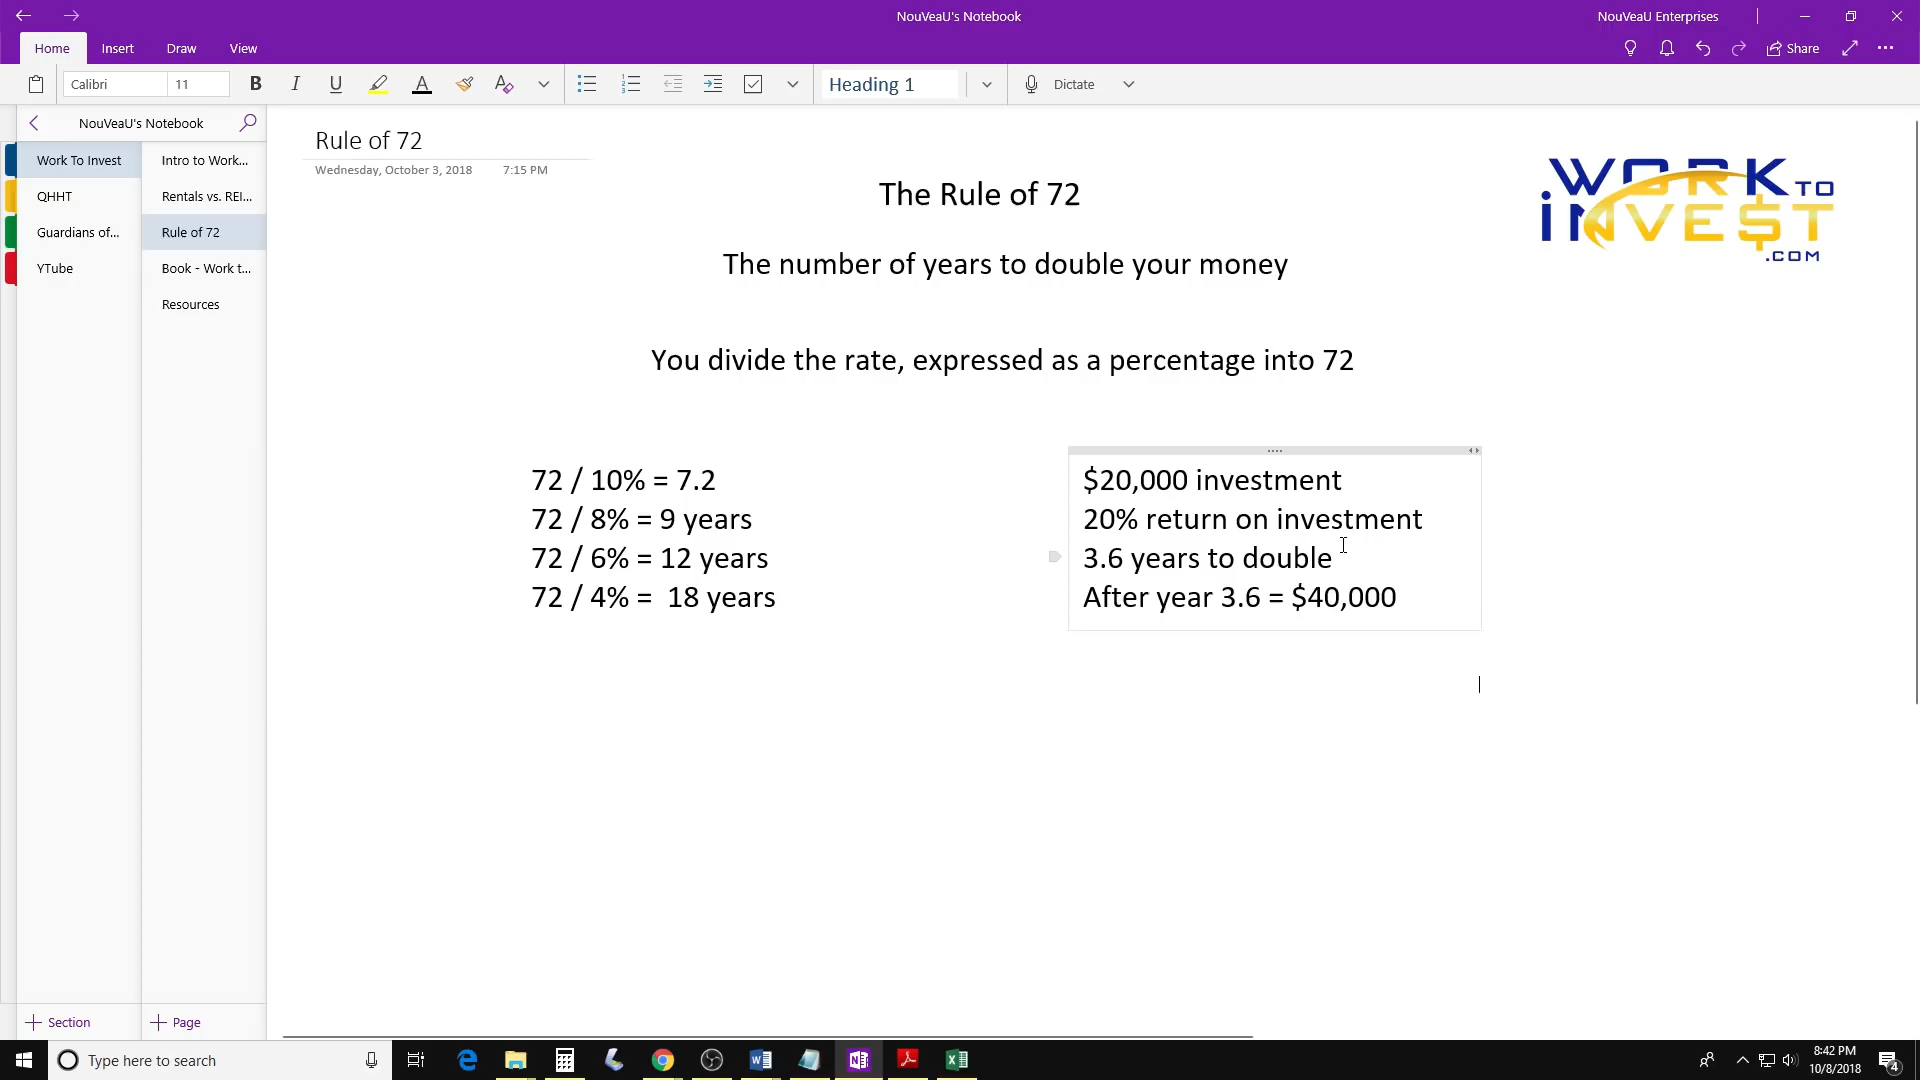 NouVeaU's Notebook
NouVeaU Enterprises
Home Insert Draw View
Share
Calibri 11 B I U A Heading 1 Dictate
NouVeaU's Notebook
Work To Invest
QHHT
Guardians of...
YTube
Intro to Work...
Rentals vs. REI...
Rule of 72
Book - Work t...
Resources
Rule of 72
Wednesday, October 3, 2018 7:15 PM
WORK TO
iNVE$T
.COM
The Rule of 72
The number of years to double your money
You divide the rate, expressed as a percentage into 72
72 / 10% = 7.2
72 / 8% = 9 years
72 / 6% = 12 years
72 / 4% =  18 years
$20,000 investment
20% return on investment
3.6 years to double
After year 3.6 = $40,000
Section
Page
Type here to search
8:42 PM
10/8/2018
4